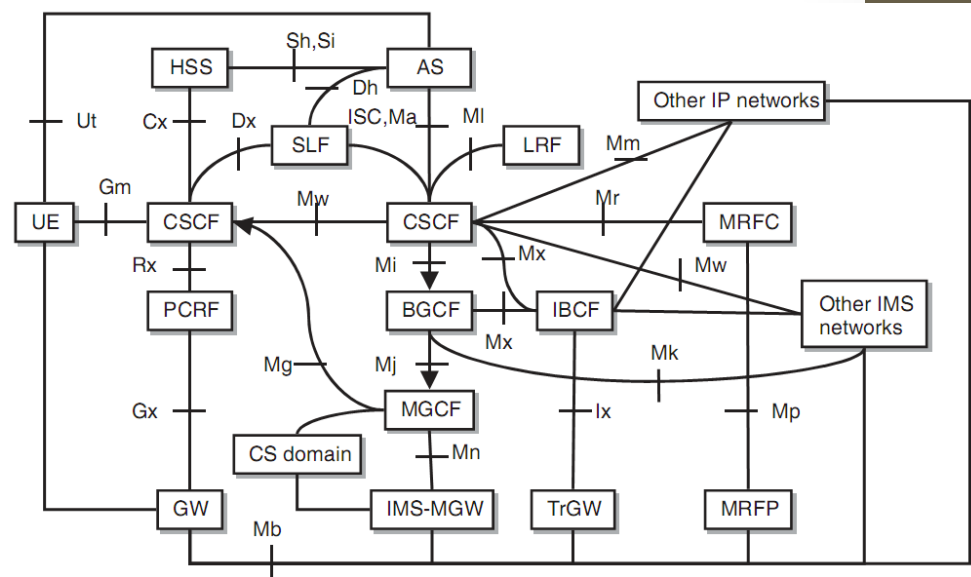 Sh,Si
HSS
AS
Dh
Other IP networks
Ut
Cx
Dx
ISC,Ma
Ml
SLF
LRF
Mm
Gm
Mw
Mr
UE
CSCF
CSCF
MRFC
Rx
Mi
Mx
Mw
PCRF
BGCF
IBCF
Other IMS
networks
Mx
Mk
Mg
Mj
Gx
MGCF
Ix
Mp
CS domain
Mn
GW
IMS-MGW
TrGW
MRFP
Mb